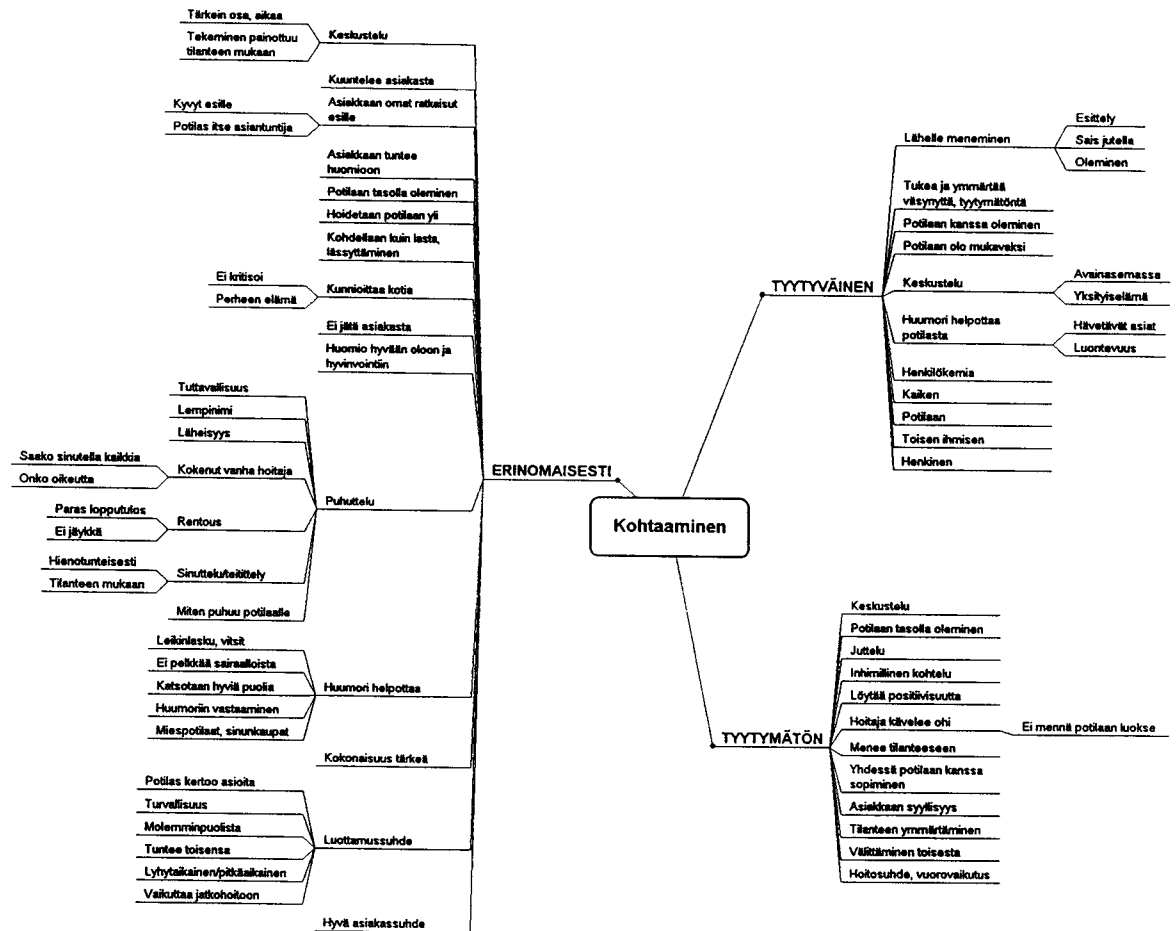 Tärkein osa, aikaa
Tekeminen painottuu
tilanteen mukaan
Keskustelu
Kuuntelee asiakasta
Kyvyt esille
Potilas itse asiantuntija
Asiakkaan omat ratkaisut
esille
Asiakkaan tuntee
huomioon
Potilaan tasolla oleminen
Hoidetaan potilaan yli
Kohdellaan kuin lasta,
lässyttäminen
Ei kritisoi
Perheen elämä
Kunnioittaa kotia
Ei jätä asiakasta
Huomio hyvään oloon ja
hyvinvointiin
Tuttavallisuus
Lempinimi
Läheisyys
Saako sinutella kaikkia
Onko oikeutta
Kokenut vanha hoitaja
Paras lopputulos
Ei jäykkä
Rentous
Hienotunteisesti
Tilanteen mukaan
Sinuttelu/teitittely
Miten puhuu potilaalle
Puhuttelu
Leikinlasku, vitsit
Ei pelkkää sairaalloista
Katsotaan hyviä puolia
Huumoriin vastaaminen
Miespotilaat, sinunkaupat
Huumori helpottaa
Kokonaisuus tärkeä
Potilas kertoo asioita
Turvallisuus
Molemminpuolista
Tuntee toisensa
Lyhytaikainen/pitkäaikainen
Vaikuttaa jatkohoitoon
Luottamussuhde
Hyvä asiakassuhde
ERINOMAISESTI
Kohtaaminen
TYYTYVÄINEN
Lähelle meneminen
Esittely
Sais jutella
Oleminen
Tukea ja ymmärtää
väsynyttä, tyytymätöntä
Potilaan kanssa oleminen
Potilaan olo mukavaksi
Keskustelu
Avainasemassa
Yksityiselämä
Huumori helpottaa
potilasta
Hävetävät asiat
Luontevuus
Henkilökemia
Kaiken
Potilaan
Toisen ihmisen
Henkinen
TYYTYMÄTÖN
Keskustelu
Potilaan tasolla oleminen
Juttelu
Inhimillinen kohtelu
Löytää positiivisuutta
Hoitaja kävelee ohi
Ei mennä potilaan luokse
Menee tilanteeseen
Yhdessä potilaan kanssa
sopiminen
Asiakkaan syyllisyys
Tilanteen ymmärtäminen
Välittäminen toisesta
Hoitosuhde, vuorovaikutus